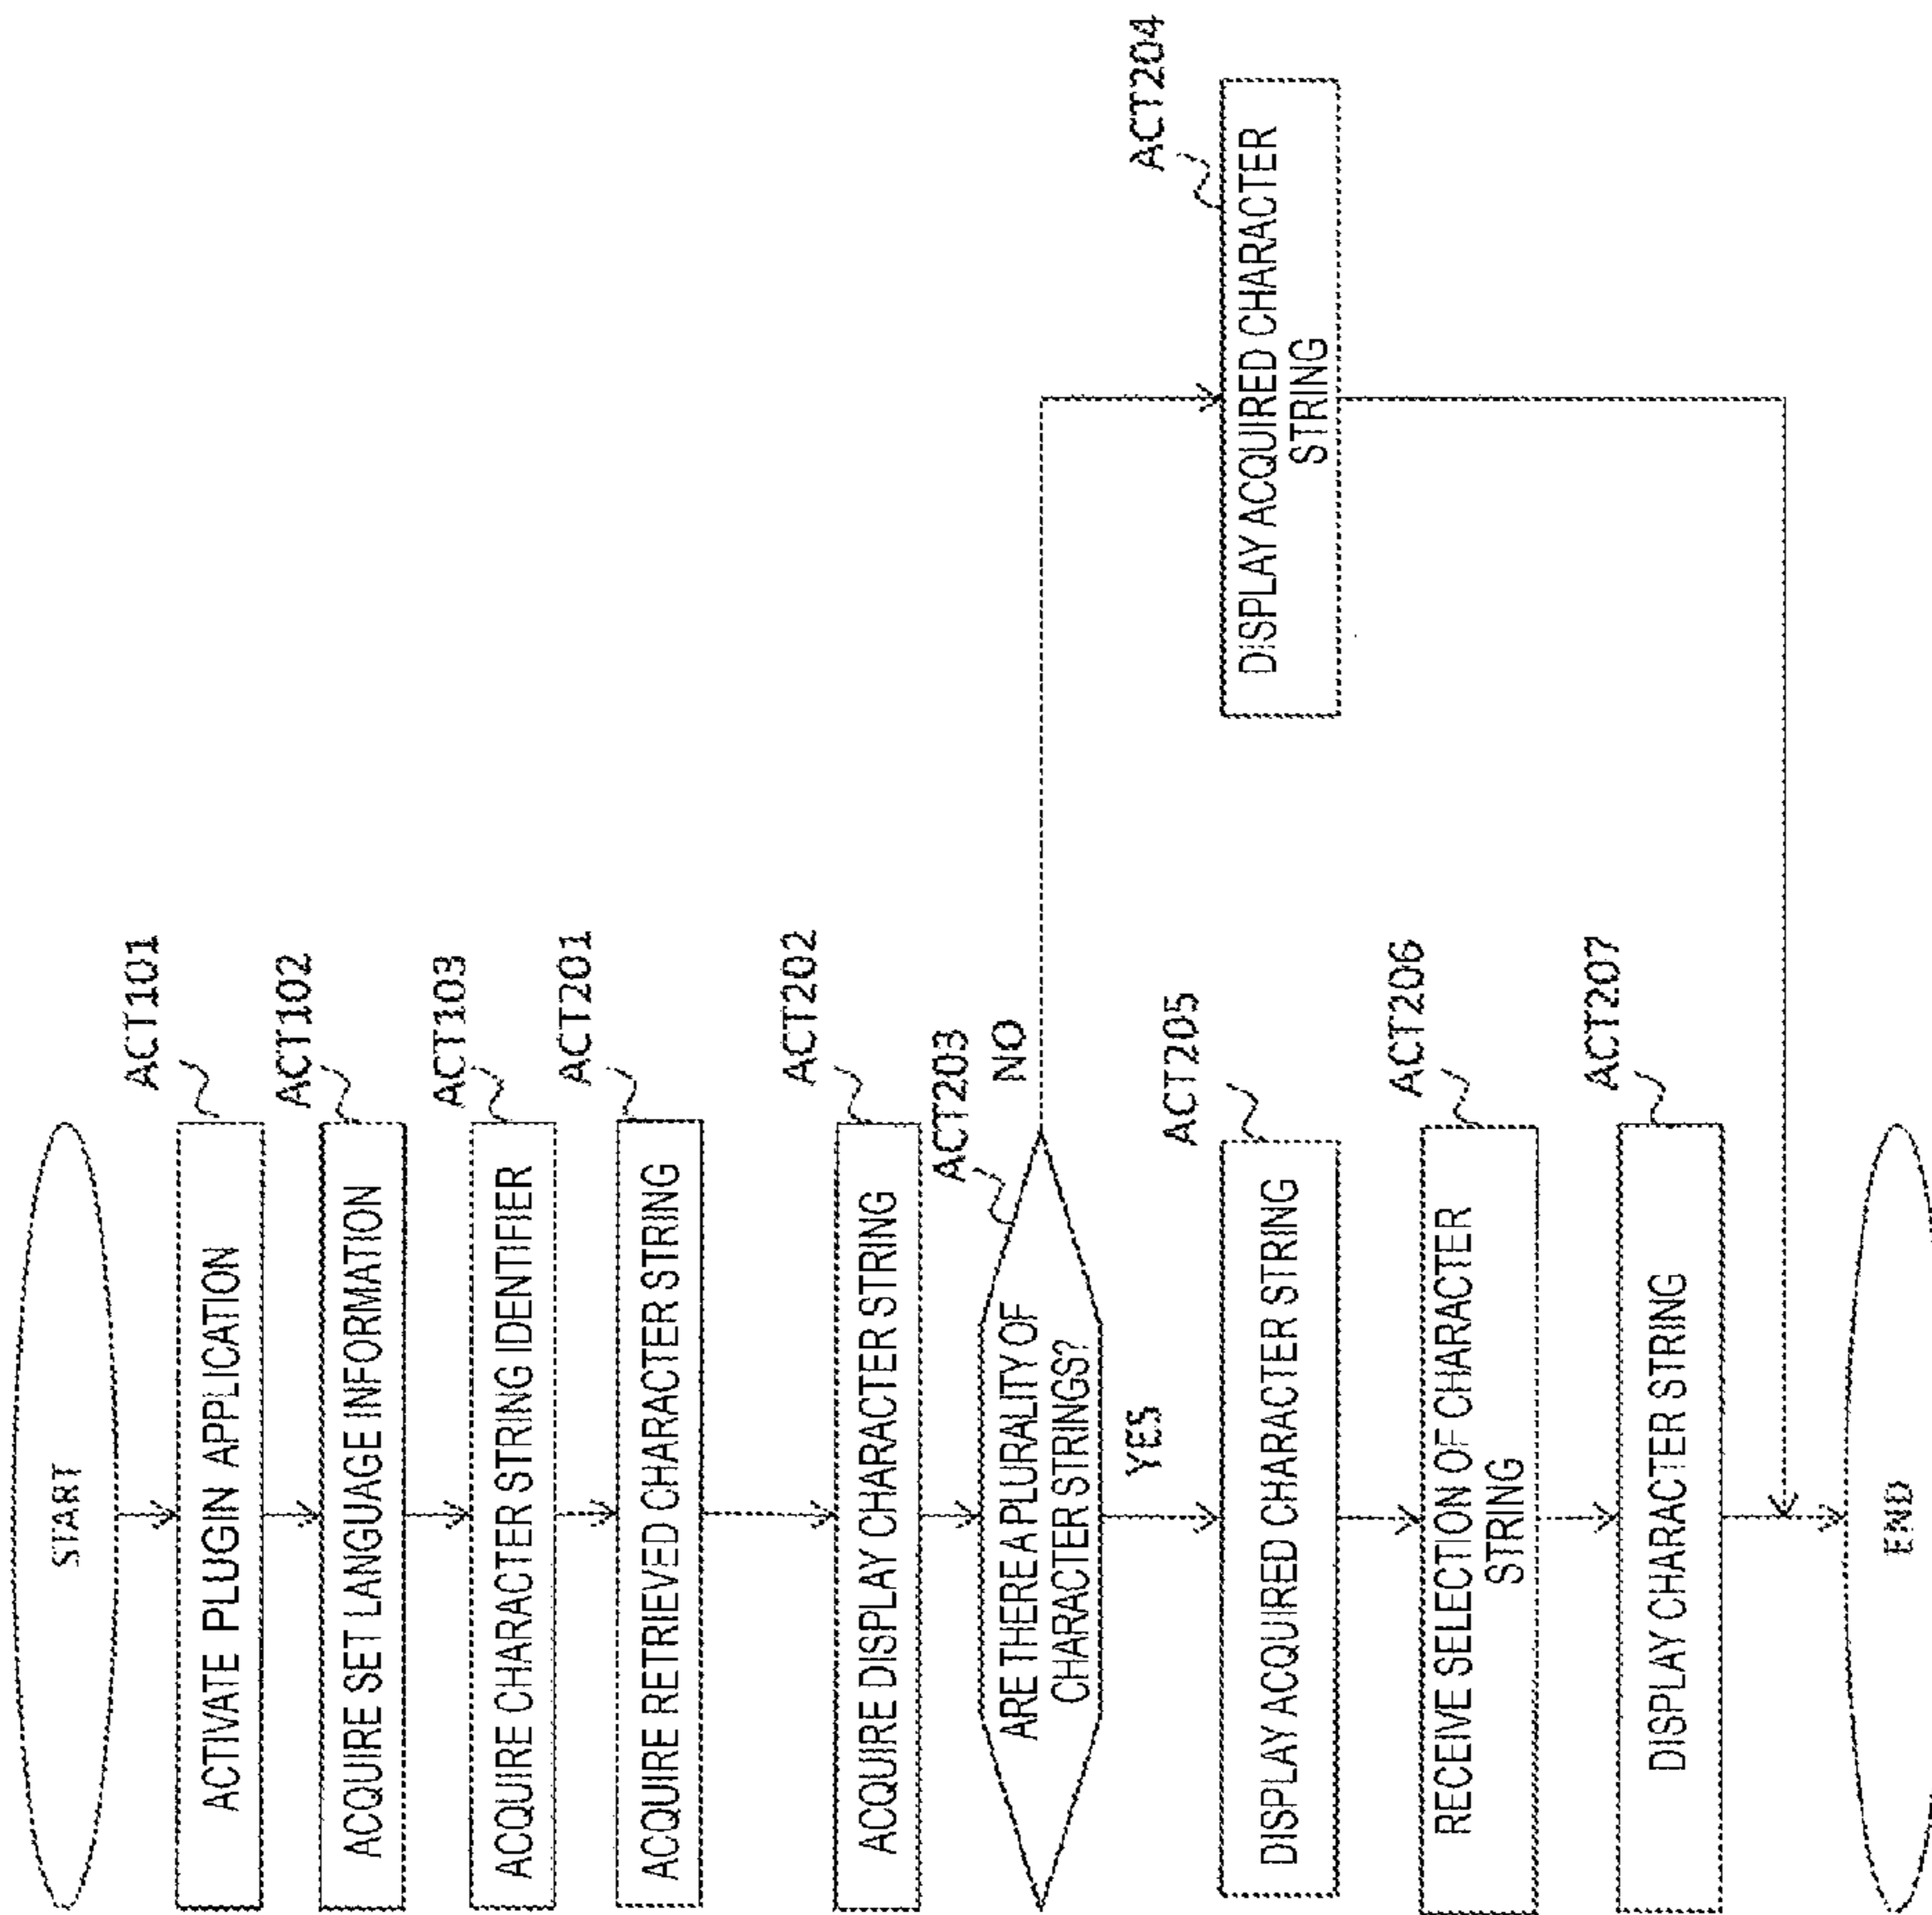 START
ACTIVATE PLUGIN APPLICATION
ACT101
ACQUIRE SET LANGUAGE INFORMATION
ACT102
ACQUIRE CHARACTER STRING IDENTIFIER
ACT103
ACQUIRE RETRIEVED CHARACTER STRING
ACT201
ACQUIRE DISPLAY CHARACTER STRING
ACT202
ARE THERE A PLURALITY OF
CHARACTER STRINGS?
ACT203
NO
YES
DISPLAY ACQUIRED CHARACTER
STRING
ACT204
DISPLAY ACQUIRED CHARACTER STRING
ACT205
RECEIVE SELECTION OF CHARACTER
STRING
ACT206
DISPLAY CHARACTER STRING
ACT207
END